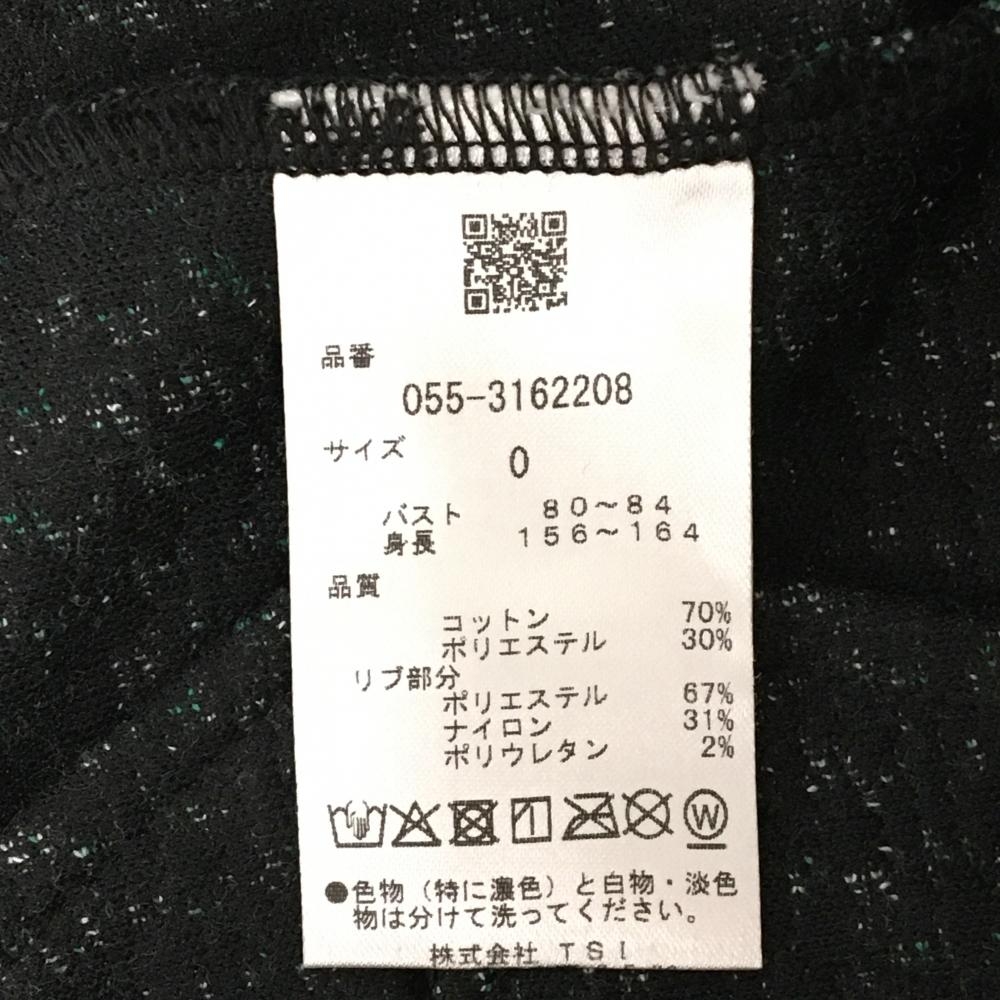 品番
055-3162208
サイズ 0
バスト 80~84
身長 156~164
品質
コットン 70%
ポリエステル 30%
リブ部分
ポリエステル 67%
ナイロン 31%
ポリウレタン 2%
W
●色物（特に濃色）と白物・淡色
物は分けて洗ってください。
株式会社 TSI